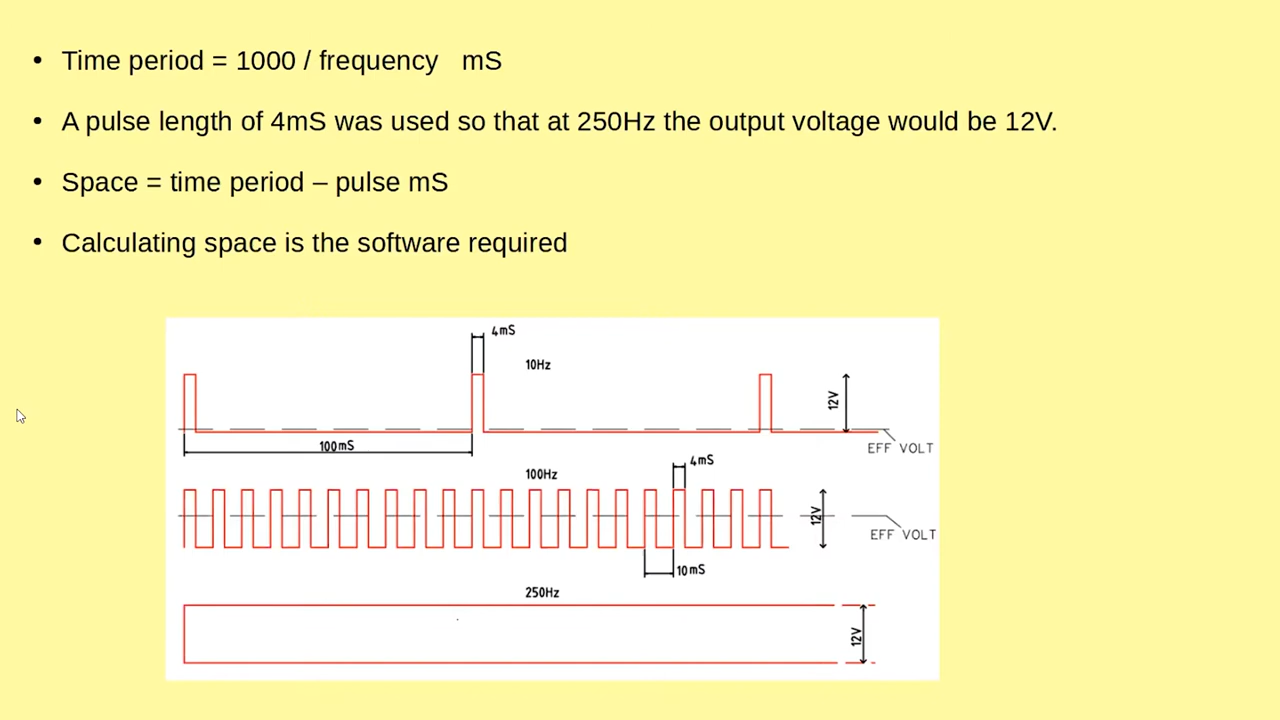 • Time period = 1000 / frequency mS
• A pulse length of 4mS was used so that at 250Hz the output voltage would be 12V.
• Space = time period – pulse mS
• Calculating space is the software required
4mS
10Hz
12V
100mS
EFF VOLT
4mS
100Hz
12V
EFF VOLT
10mS
250Hz
12V